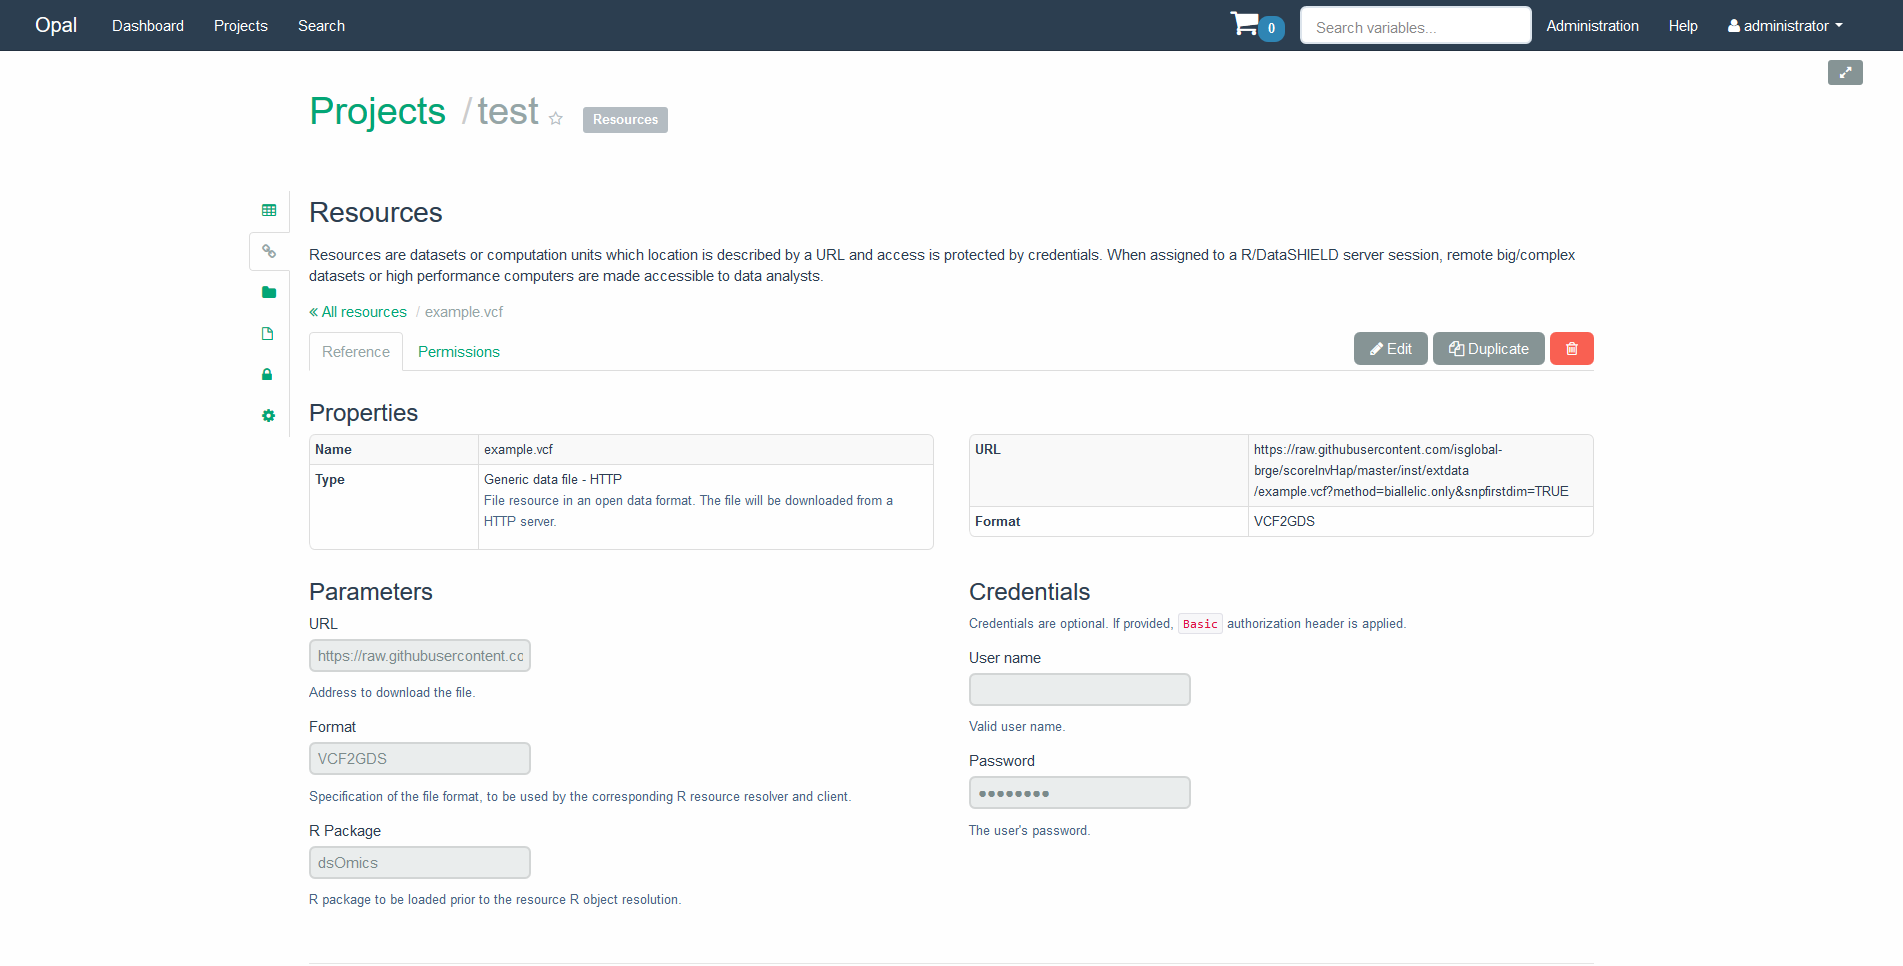 Opal Dashboard Projects Search 0 Search variables... Administration Help administrator
Projects / test Resources
Resources
Resources are datasets or computation units which location is described by a URL and access is protected by credentials. When assigned to a R/DataSHIELD server session, remote big/complex
datasets or high performance computers are made accessible to data analysts.
« All resources / example.vcf
Reference Permissions Edit Duplicate
Properties
Name example.vcf
Type Generic data file - HTTP
File resource in an open data format. The file will be downloaded from a
HTTP server.
URL https://raw.githubusercontent.com/isglobal-
brge/scoreInvHap/master/inst/extdata
/example.vcf?method=biallelic.only&snpfirstdim=TRUE
Format VCF2GDS
Parameters
URL
https://raw.githubusercontent.co
Address to download the file.
Format
VCF2GDS
Specification of the file format, to be used by the corresponding R resource resolver and client.
R Package
dsOmics
R package to be loaded prior to the resource R object resolution.
Credentials
Credentials are optional. If provided, Basic authorization header is applied.
User name
Valid user name.
Password
●●●●●●●●
The user's password.